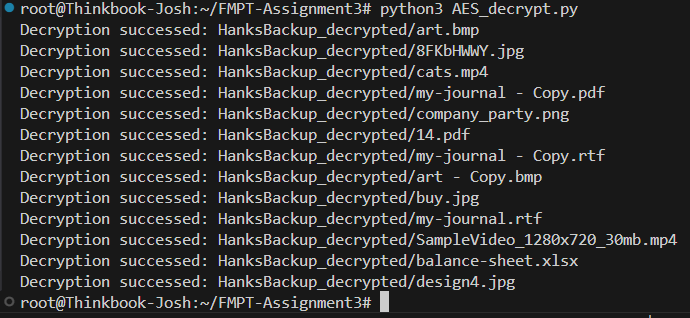 root@Thinkbook-Josh:~/FMPT-Assignment3# python3 AES_decrypt.py
Decryption successed: HanksBackup_decrypted/art.bmp
Decryption successed: HanksBackup_decrypted/8FKbHWWY.jpg
Decryption successed: HanksBackup_decrypted/cats.mp4
Decryption successed: HanksBackup_decrypted/my-journal - Copy.pdf
Decryption successed: HanksBackup_decrypted/company_party.png
Decryption successed: HanksBackup_decrypted/14.pdf
Decryption successed: HanksBackup_decrypted/my-journal - Copy.rtf
Decryption successed: HanksBackup_decrypted/art - Copy.bmp
Decryption successed: HanksBackup_decrypted/buy.jpg
Decryption successed: HanksBackup_decrypted/my-journal.rtf
Decryption successed: HanksBackup_decrypted/SampleVideo_1280x720_30mb.mp4
Decryption successed: HanksBackup_decrypted/balance-sheet.xlsx
Decryption successed: HanksBackup_decrypted/design4.jpg
root@Thinkbook-Josh:~/FMPT-Assignment3#